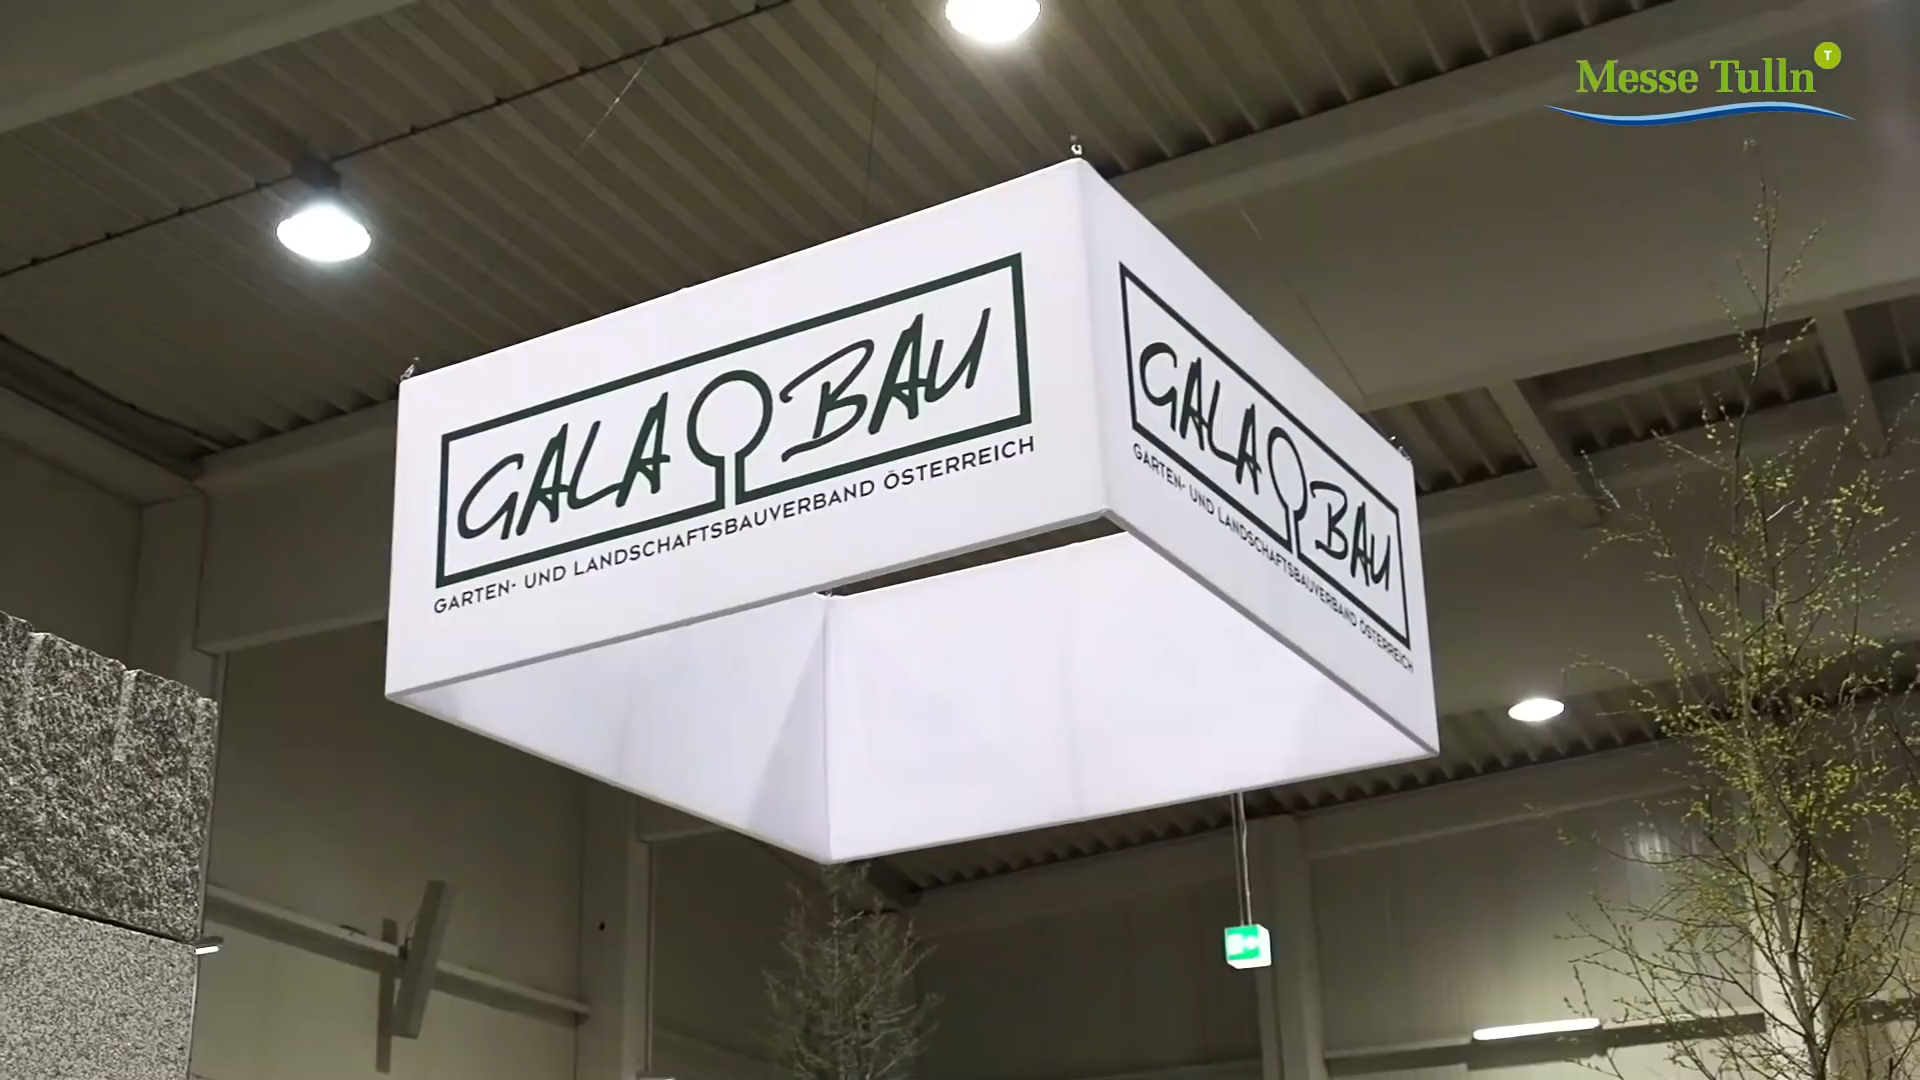 Messe Tulln
T
GALA BAU
GARTEN- UND LANDSCHAFTSBAUVERBAND ÖSTERREICH
GALA BAU
GARTEN- UND LANDSCHAFTSBAUVERBAND ÖSTERREICH